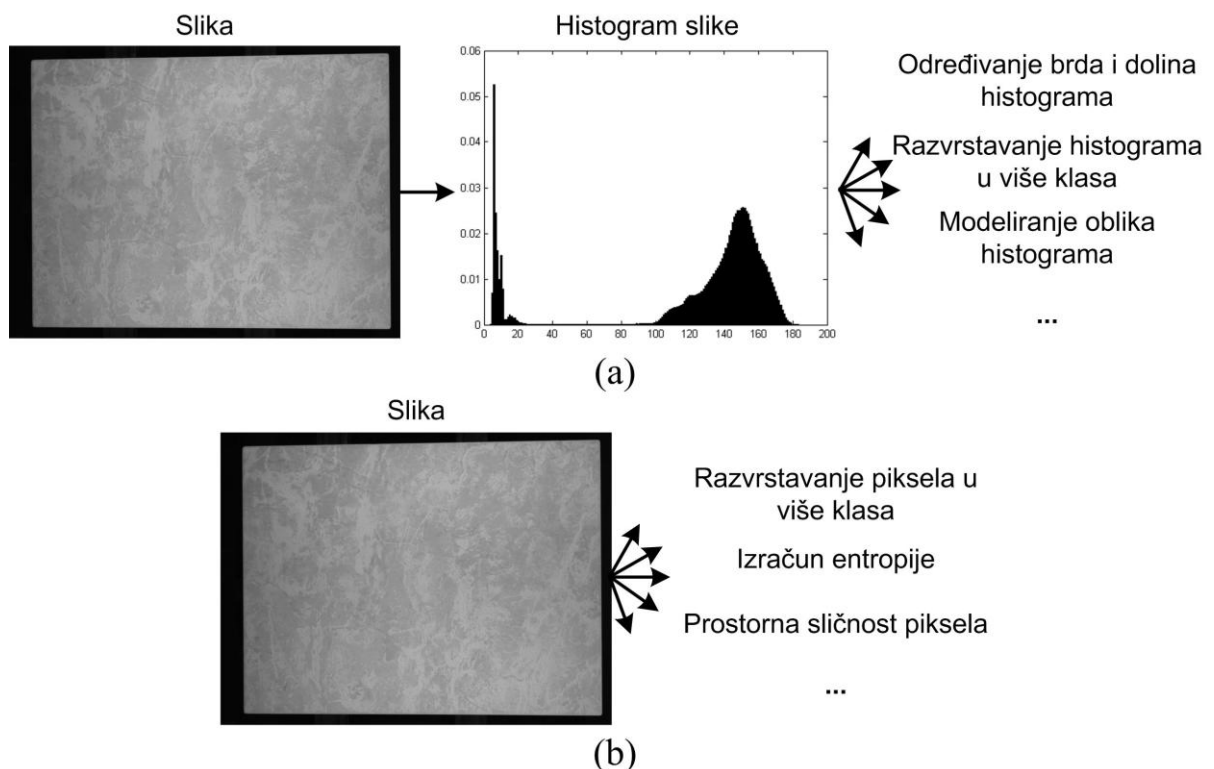 Slika
Histogram slike
0.06
0.05
0.04
0.03
0.02
0.01
0
0 20 40 60 80 100 120 140 160 180 200
Određivanje brda i dolina
histograma
Razvrstavanje histograma
u više klasa
Modeliranje oblika
histograma
...
(a)
Slika
Razvrstavanje piksela u
više klasa
Izračun entropije
Prostorna sličnost piksela
...
(b)